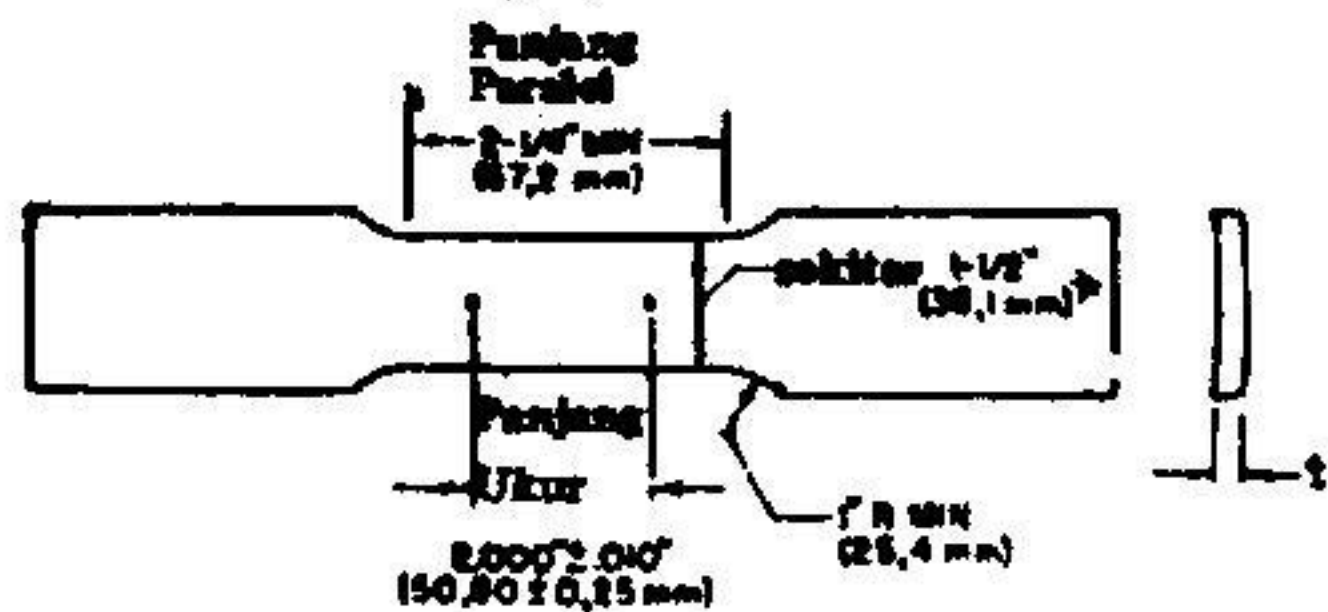 Panjang
Paralel
2-1/4" MIN
(57,2 mm)
sekitar 1-1/2"
(38,1 mm)
Panjang
Ukur
1" R MIN
(25,4 mm)
t
2.000" ± .010"
(50,80 ± 0,25 mm)